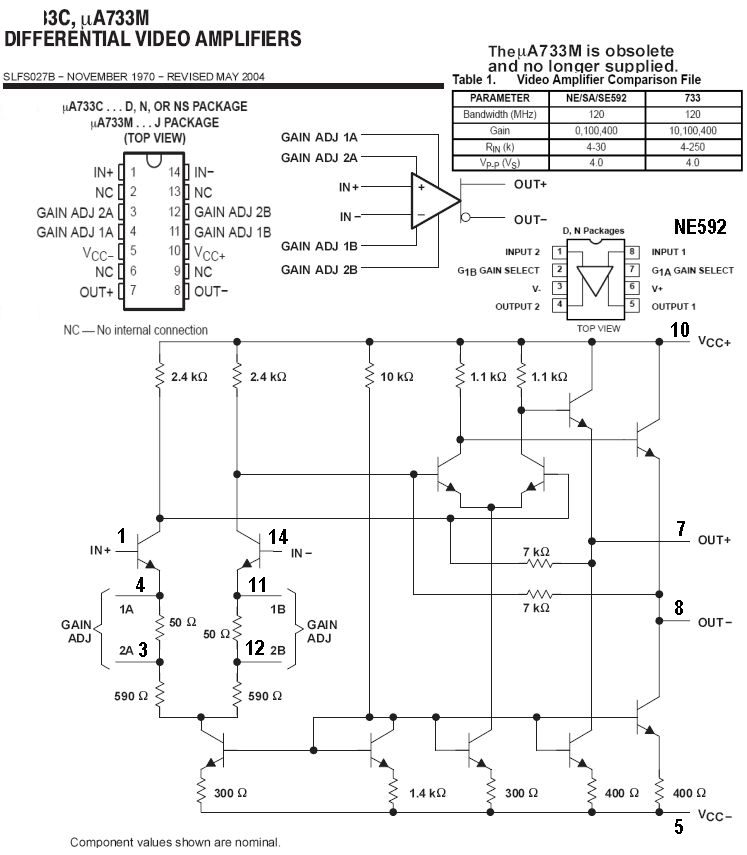 33C, µA733M
DIFFERENTIAL VIDEO AMPLIFIERS
The µA733M is obsolete
and no longer supplied.
SLFS027B – NOVEMBER 1970 – REVISED MAY 2004
Table 1. Video Amplifier Comparison File
PARAMETER NE/SA/SE592 733
Bandwidth (MHz) 120 120
Gain 0,100,400 10,100,400
RIN (k) 4-30 4-250
VP-P (VS) 4.0 4.0
µA733C . . . D, N, OR NS PACKAGE
µA733M . . . J PACKAGE
(TOP VIEW)
IN+ 1 14 IN–
NC 2 13 NC
GAIN ADJ 2A 3 12 GAIN ADJ 2B
GAIN ADJ 1A 4 11 GAIN ADJ 1B
VCC– 5 10 VCC+
NC 6 9 NC
OUT+ 7 8 OUT–
NC — No internal connection
GAIN ADJ 1A
GAIN ADJ 2A
IN+ + OUT+
IN– – OUT–
GAIN ADJ 1B
GAIN ADJ 2B
D, N Packages NE592
INPUT 2 1 8 INPUT 1
G1B GAIN SELECT 2 7 G1A GAIN SELECT
V- 3 6 V+
OUTPUT 2 4 5 OUTPUT 1
TOP VIEW
10 VCC+
2.4 kΩ 2.4 kΩ 10 kΩ 1.1 kΩ 1.1 kΩ
1 14
IN+ IN–
7
OUT+
7 kΩ
7 kΩ
4 11
1A 1B
8
OUT–
GAIN
ADJ
50 Ω 50 Ω
GAIN
ADJ
2A 3 12 2B
590 Ω 590 Ω
300 Ω 1.4 kΩ 300 Ω 400 Ω 400 Ω
5 VCC–
Component values shown are nominal.